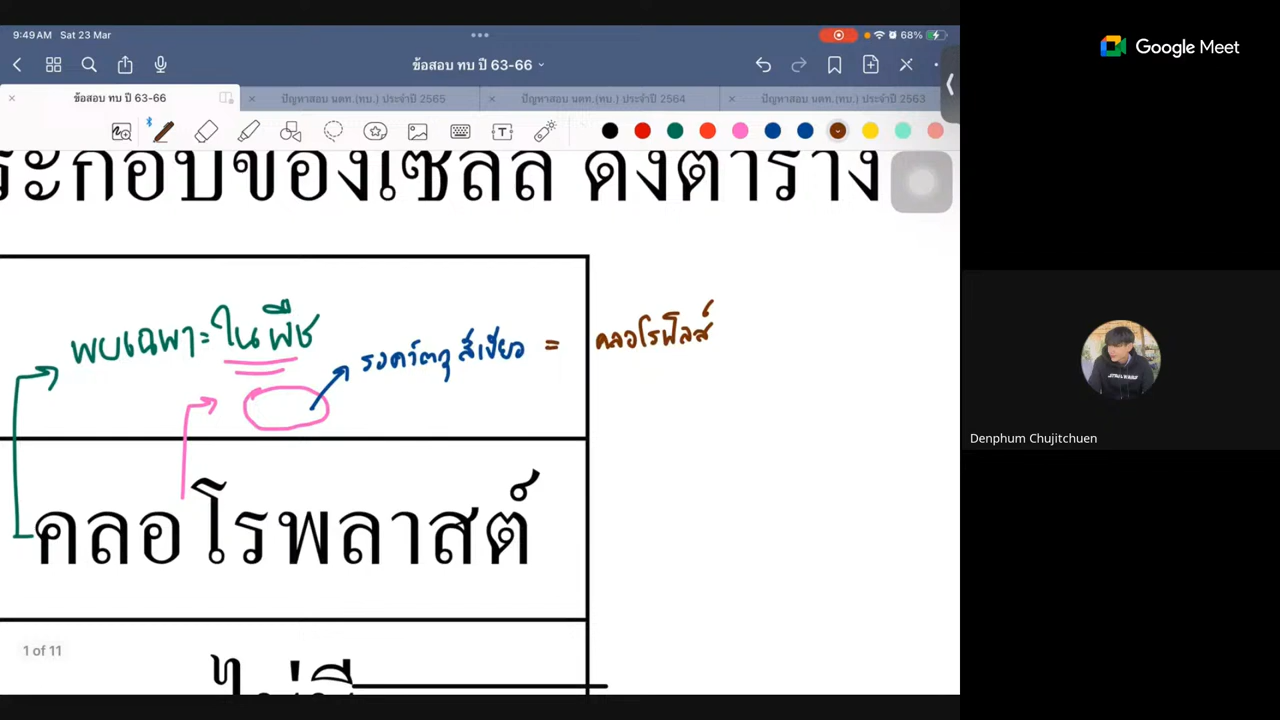 9:49 AM Sat 23 Mar
68%
ข้อสอบ ทบ ปี 63-66
ข้อสอบ ทบ ปี 63-66
ปัญหาสอบ นดท.(ทบ.) ประจำปี 2565
ปัญหาสอบ นดท.(ทบ.) ประจำปี 2564
ปัญหาสอบ นดท.(ทบ.) ประจำปี 2563
ระกอบของเซลล์ ดังตาราง
พบเฉพาะในพืช
รงควัตถุสีเขียว = คลอโรฟิลส์
คลอโรพลาสต์
ไม่มี
1 of 11
Google Meet
Denphum Chujitchuen